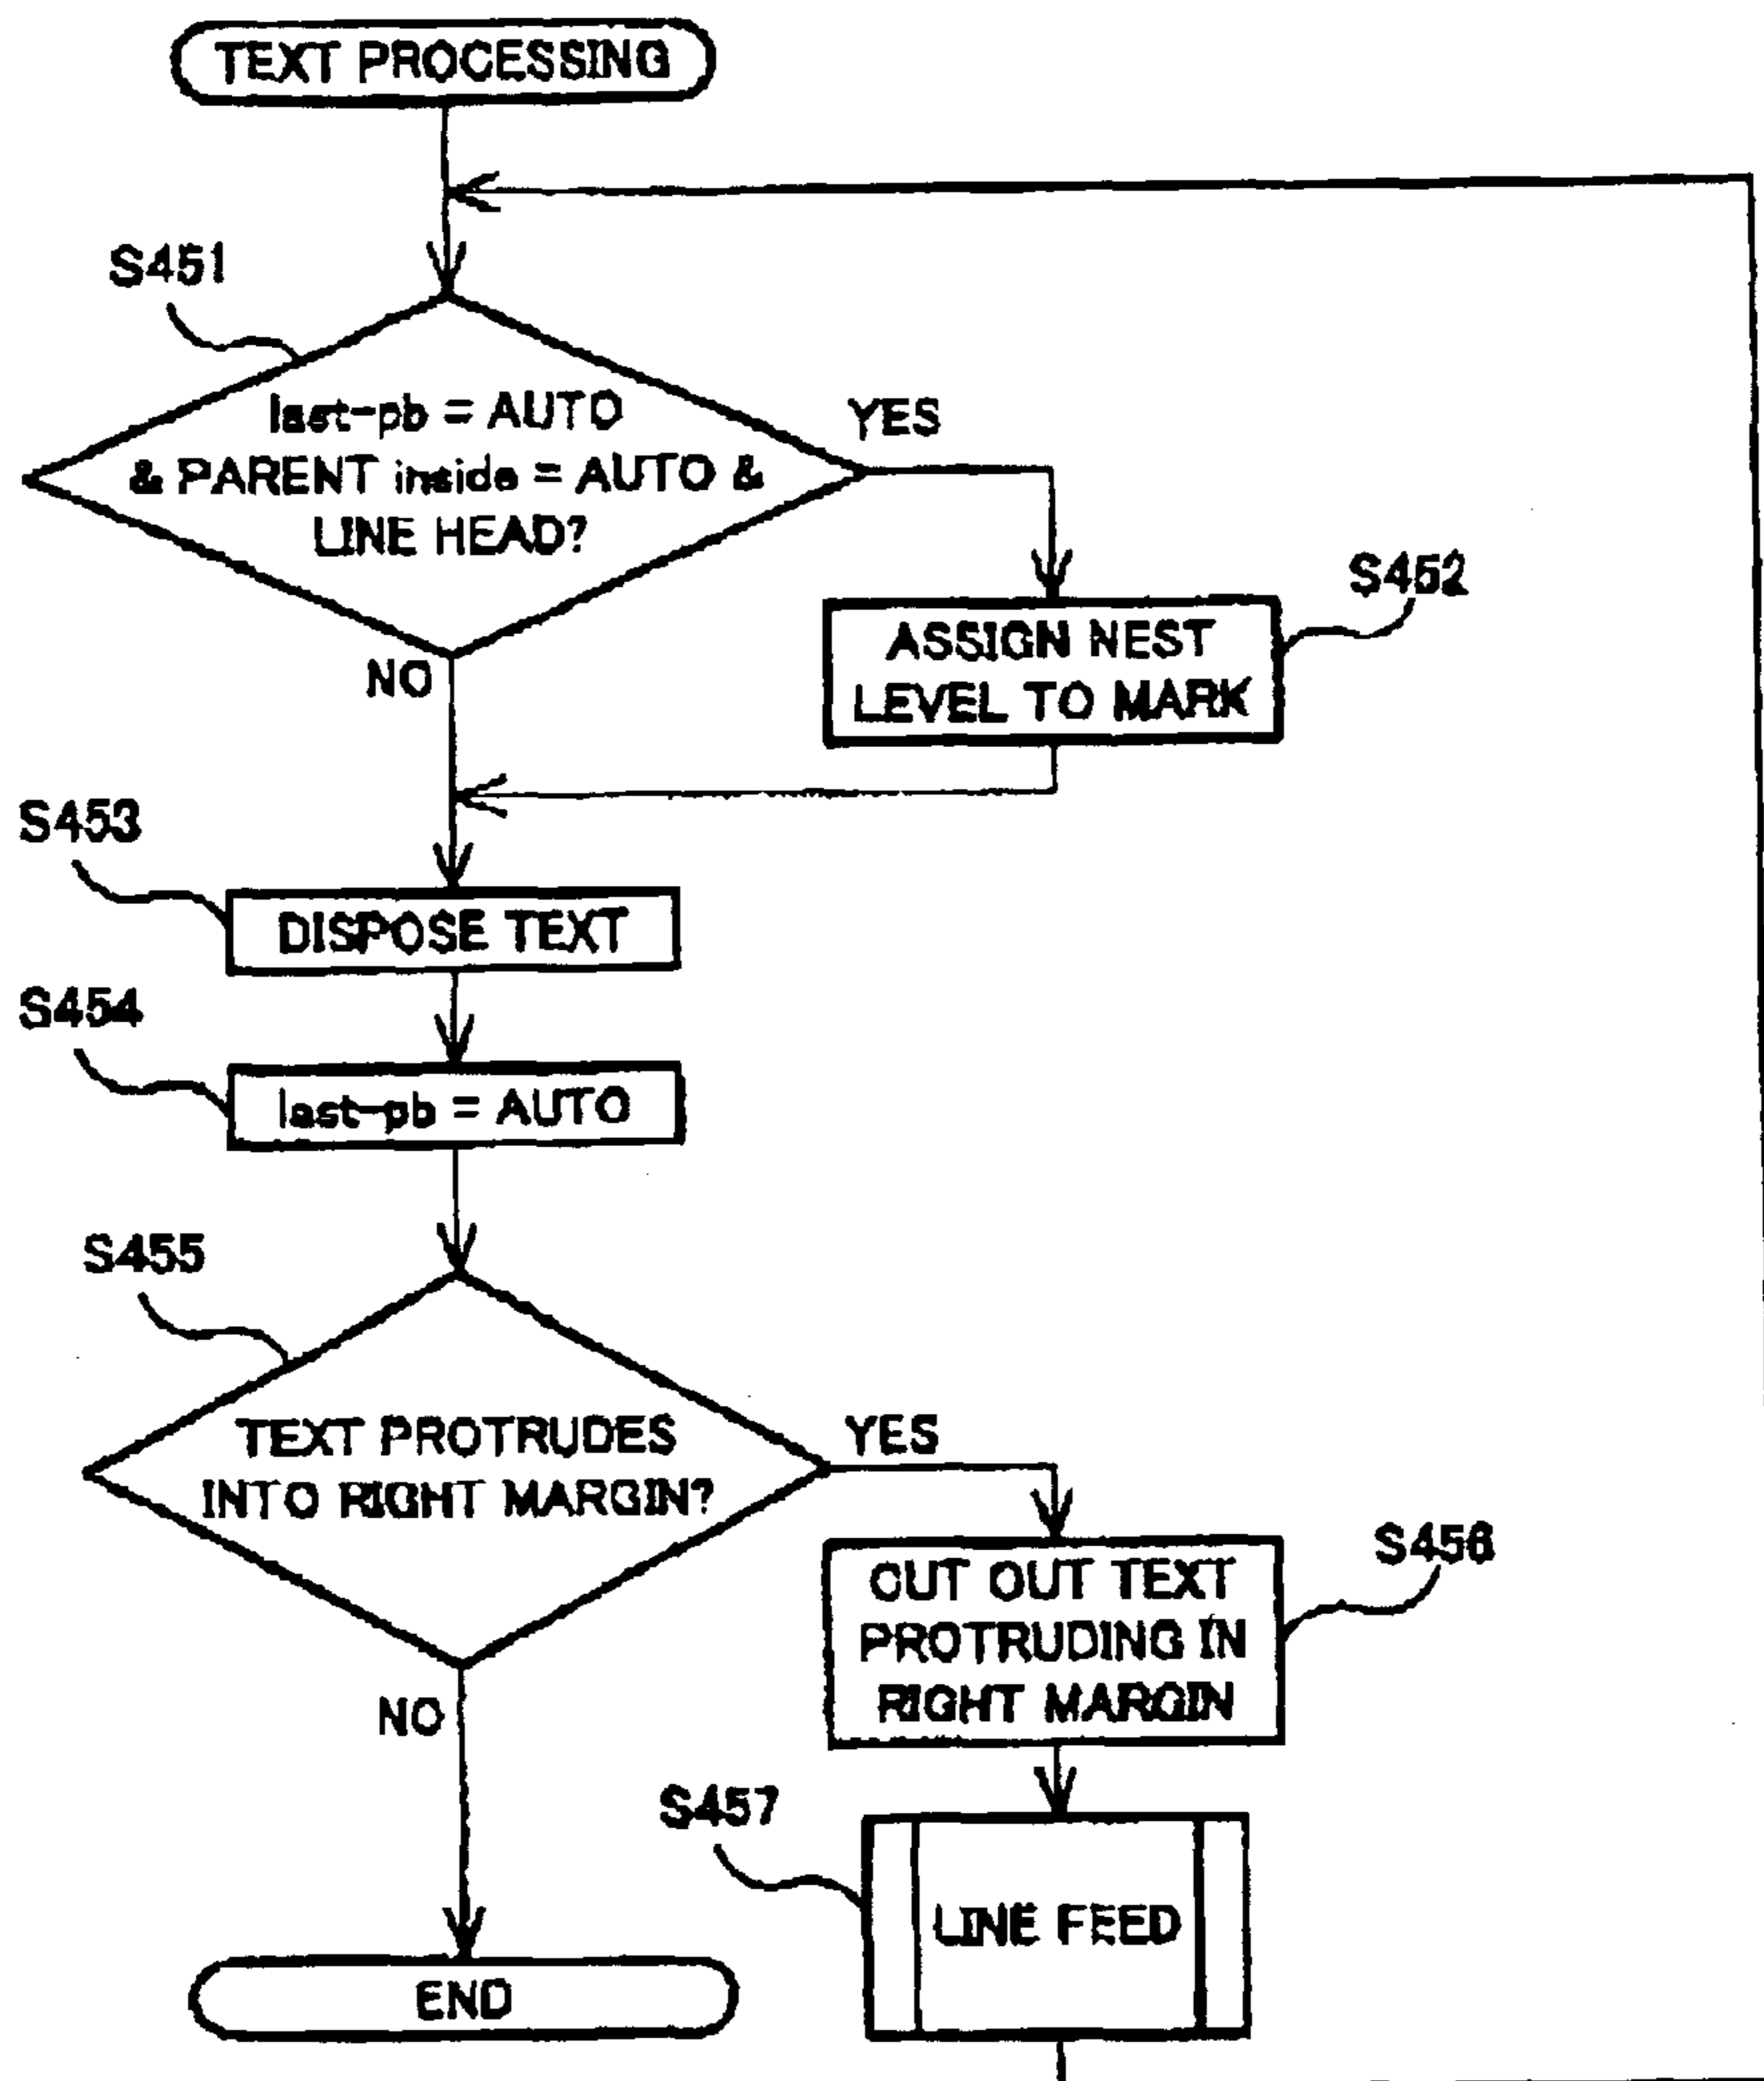 TEXT PROCESSING
S451
last-pb = AUTO
& PARENT inside = AUTO &
LINE HEAD?
YES
NO
S452
ASSIGN NEST
LEVEL TO MARK
S453
DISPOSE TEXT
S454
last-pb = AUTO
S455
TEXT PROTRUDES
INTO RIGHT MARGIN?
YES
NO
S456
CUT OUT TEXT
PROTRUDING IN
RIGHT MARGIN
S457
LINE FEED
END